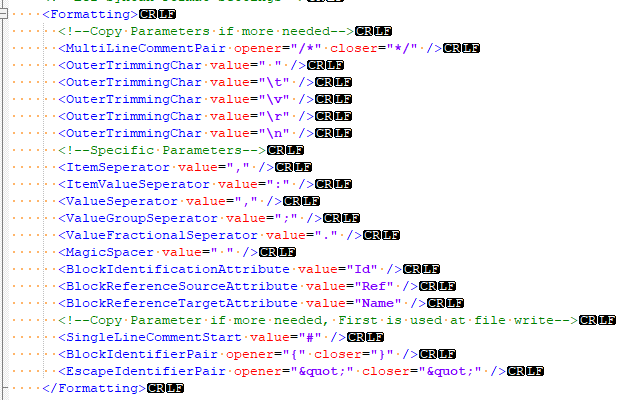 <Formatting>CRLF
<!--Copy Parameters if more needed-->CRLF
<MultiLineCommentPair opener="/*" closer="*/" />CRLF
<OuterTrimmingChar value=" " />CRLF
<OuterTrimmingChar value="\t" />CRLF
<OuterTrimmingChar value="\v" />CRLF
<OuterTrimmingChar value="\r" />CRLF
<OuterTrimmingChar value="\n" />CRLF
<!--Specific Parameters-->CRLF
<ItemSeperator value="," />CRLF
<ItemValueSeperator value=":" />CRLF
<ValueSeperator value="," />CRLF
<ValueGroupSeperator value=";" />CRLF
<ValueFractionalSeperator value="." />CRLF
<MagicSpacer value=" " />CRLF
<BlockIdentificationAttribute value="Id" />CRLF
<BlockReferenceSourceAttribute value="Ref" />CRLF
<BlockReferenceTargetAttribute value="Name" />CRLF
<!--Copy Parameter if more needed, First is used at file write-->CRLF
<SingleLineCommentStart value="#" />CRLF
<BlockIdentifierPair opener="{" closer="}" />CRLF
<EscapeIdentifierPair opener="&quot;" closer="&quot;" />CRLF
</Formatting>CRLF